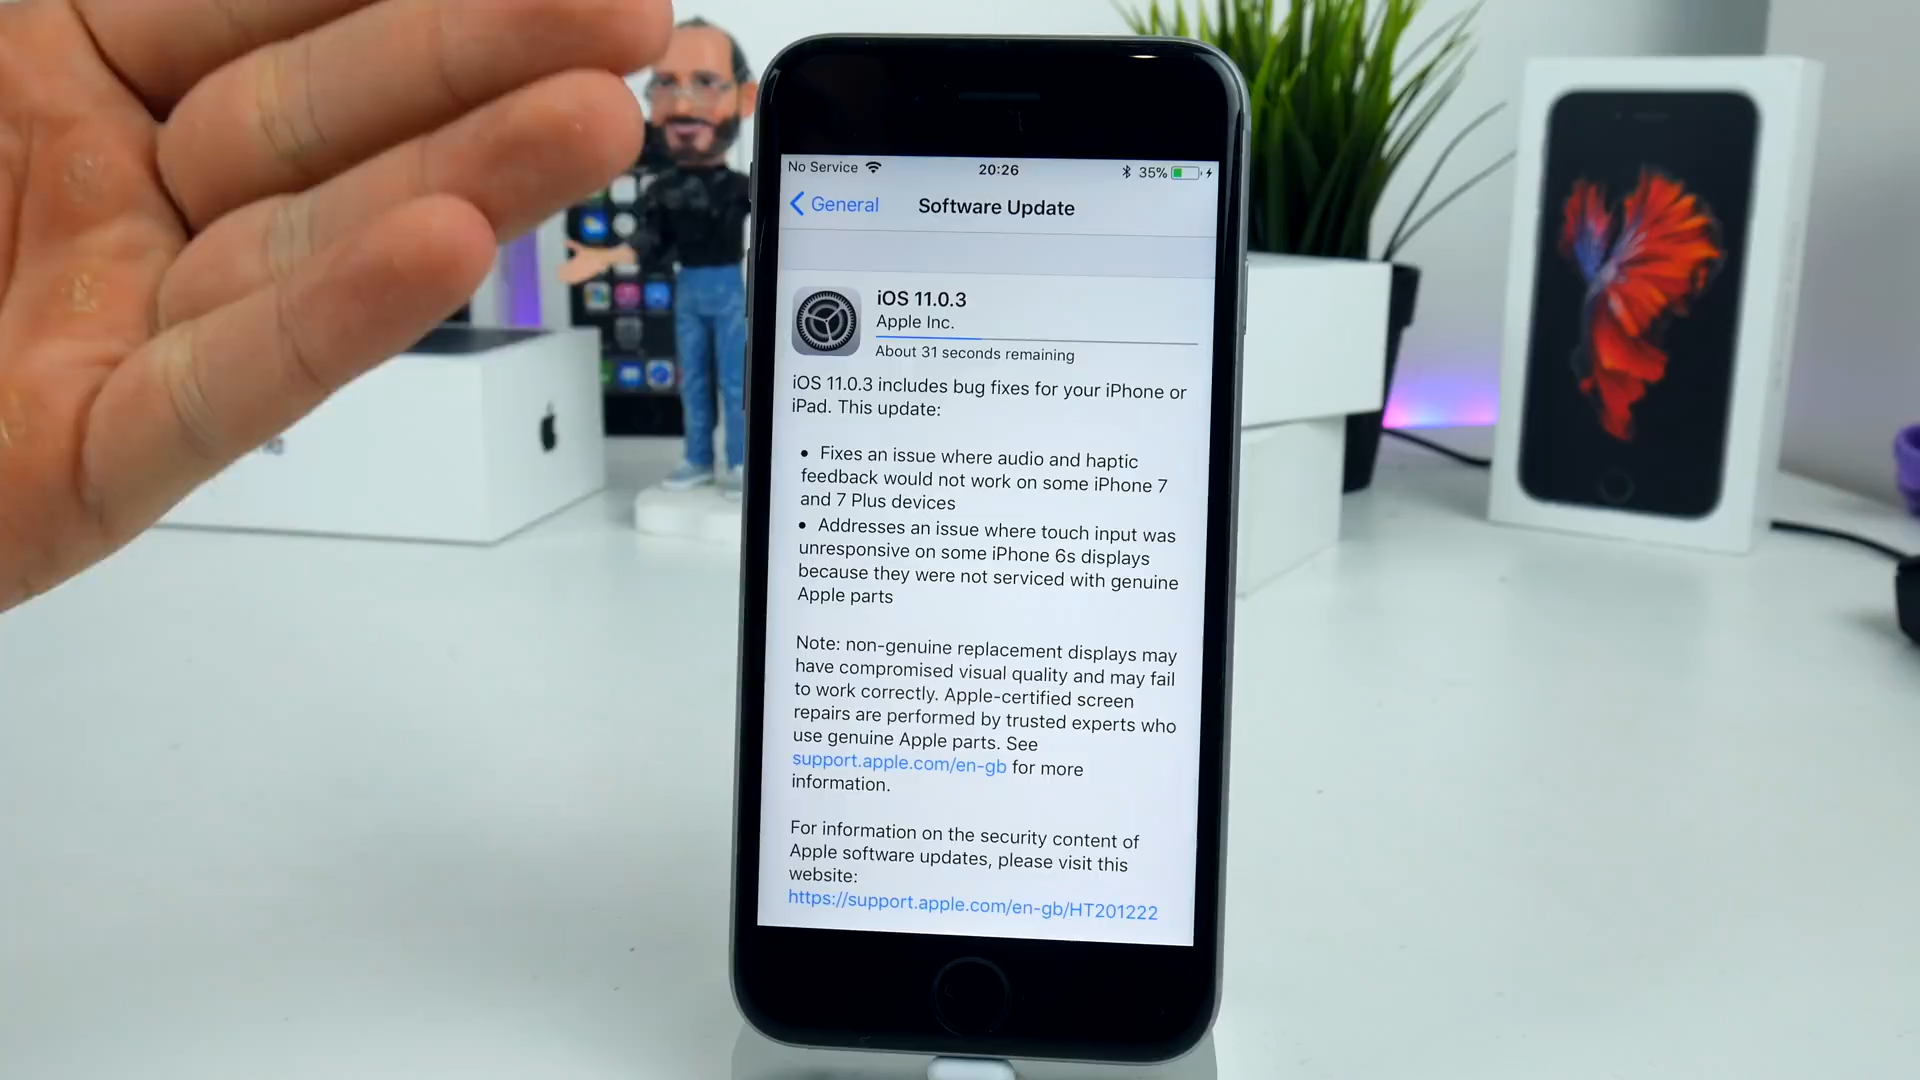 No Service 20:26 35%
General Software Update
iOS 11.0.3
Apple Inc.
About 31 seconds remaining
iOS 11.0.3 includes bug fixes for your iPhone or
iPad. This update:
• Fixes an issue where audio and haptic
feedback would not work on some iPhone 7
and 7 Plus devices
• Addresses an issue where touch input was
unresponsive on some iPhone 6s displays
because they were not serviced with genuine
Apple parts
Note: non-genuine replacement displays may
have compromised visual quality and may fail
to work correctly. Apple-certified screen
repairs are performed by trusted experts who
use genuine Apple parts. See
support.apple.com/en-gb for more
information.
For information on the security content of
Apple software updates, please visit this
website:
https://support.apple.com/en-gb/HT201222